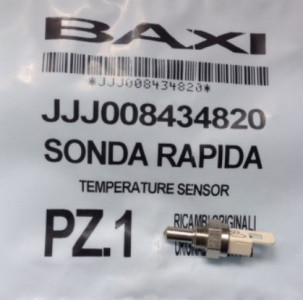 BAXI
*JJJ008434820*
JJJ008434820
SONDA RAPIDA
TEMPERATURE SENSOR
PZ.1
RICAMBI ORIGINALI